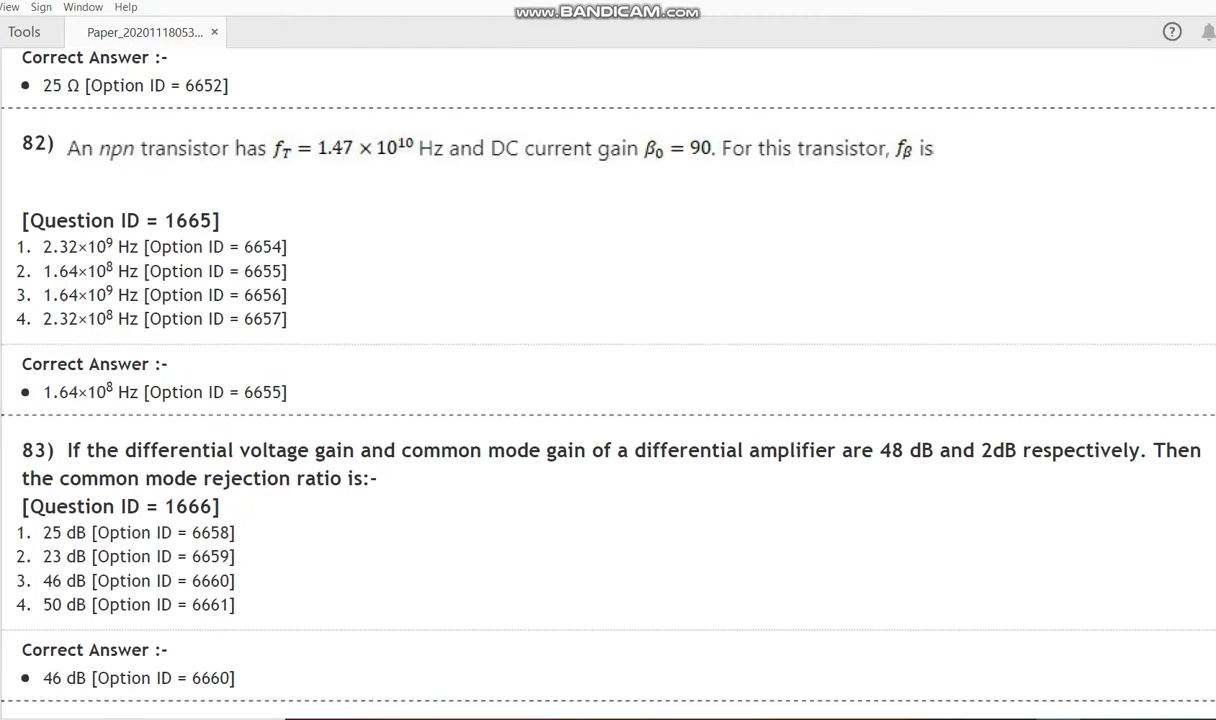 www.BANDICAM.com
View Sign Window Help
Tools Paper_20201118053... × ?
Correct Answer :-
• 25 Ω [Option ID = 6652]
82) An npn transistor has f_T = 1.47 × 10¹⁰ Hz and DC current gain β₀ = 90. For this transistor, f_β is
[Question ID = 1665]
1. 2.32×10⁹ Hz [Option ID = 6654]
2. 1.64×10⁸ Hz [Option ID = 6655]
3. 1.64×10⁹ Hz [Option ID = 6656]
4. 2.32×10⁸ Hz [Option ID = 6657]
Correct Answer :-
• 1.64×10⁸ Hz [Option ID = 6655]
83) If the differential voltage gain and common mode gain of a differential amplifier are 48 dB and 2dB respectively. Then
the common mode rejection ratio is:-
[Question ID = 1666]
1. 25 dB [Option ID = 6658]
2. 23 dB [Option ID = 6659]
3. 46 dB [Option ID = 6660]
4. 50 dB [Option ID = 6661]
Correct Answer :-
• 46 dB [Option ID = 6660]